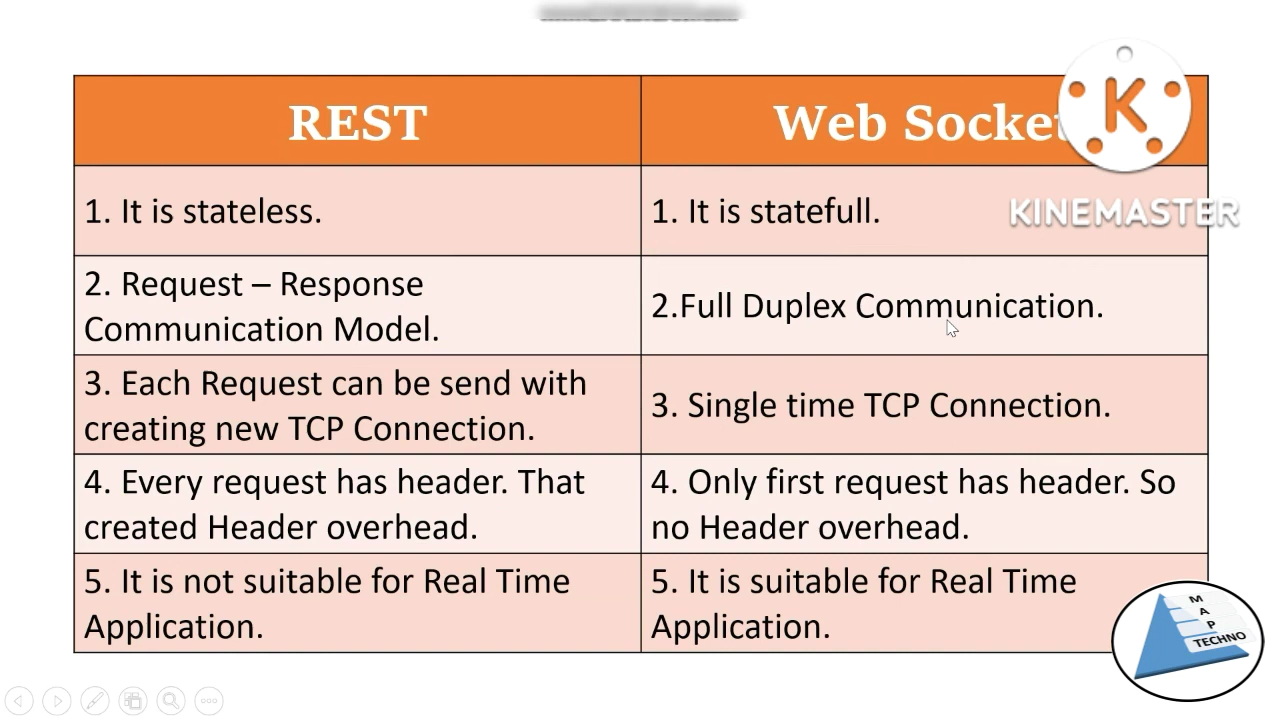 REST
Web Socket
KINEMASTER
1. It is stateless.
1. It is statefull.
2. Request – Response
Communication Model.
2.Full Duplex Communication.
3. Each Request can be send with
creating new TCP Connection.
3. Single time TCP Connection.
4. Every request has header. That
created Header overhead.
4. Only first request has header. So
no Header overhead.
5. It is not suitable for Real Time
Application.
5. It is suitable for Real Time
Application.
M
A
P
TECHNO